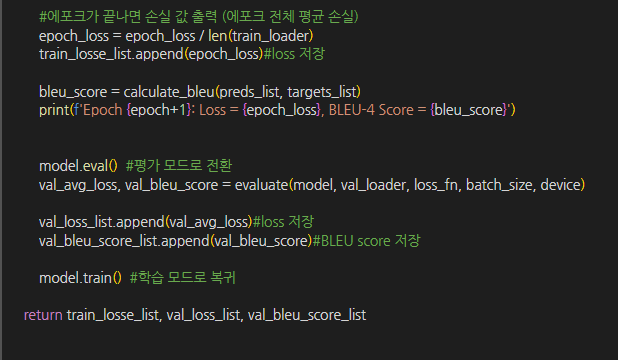 #에포크가 끝나면 손실 값 출력 (에포크 전체 평균 손실)
epoch_loss = epoch_loss / len(train_loader)
train_losse_list.append(epoch_loss)#loss 저장
bleu_score = calculate_bleu(preds_list, targets_list)
print(f'Epoch {epoch+1}: Loss = {epoch_loss}, BLEU-4 Score = {bleu_score}')
model.eval() #평가 모드로 전환
val_avg_loss, val_bleu_score = evaluate(model, val_loader, loss_fn, batch_size, device)
val_loss_list.append(val_avg_loss)#loss 저장
val_bleu_score_list.append(val_bleu_score)#BLEU score 저장
model.train() #학습 모드로 복귀
return train_losse_list, val_loss_list, val_bleu_score_list